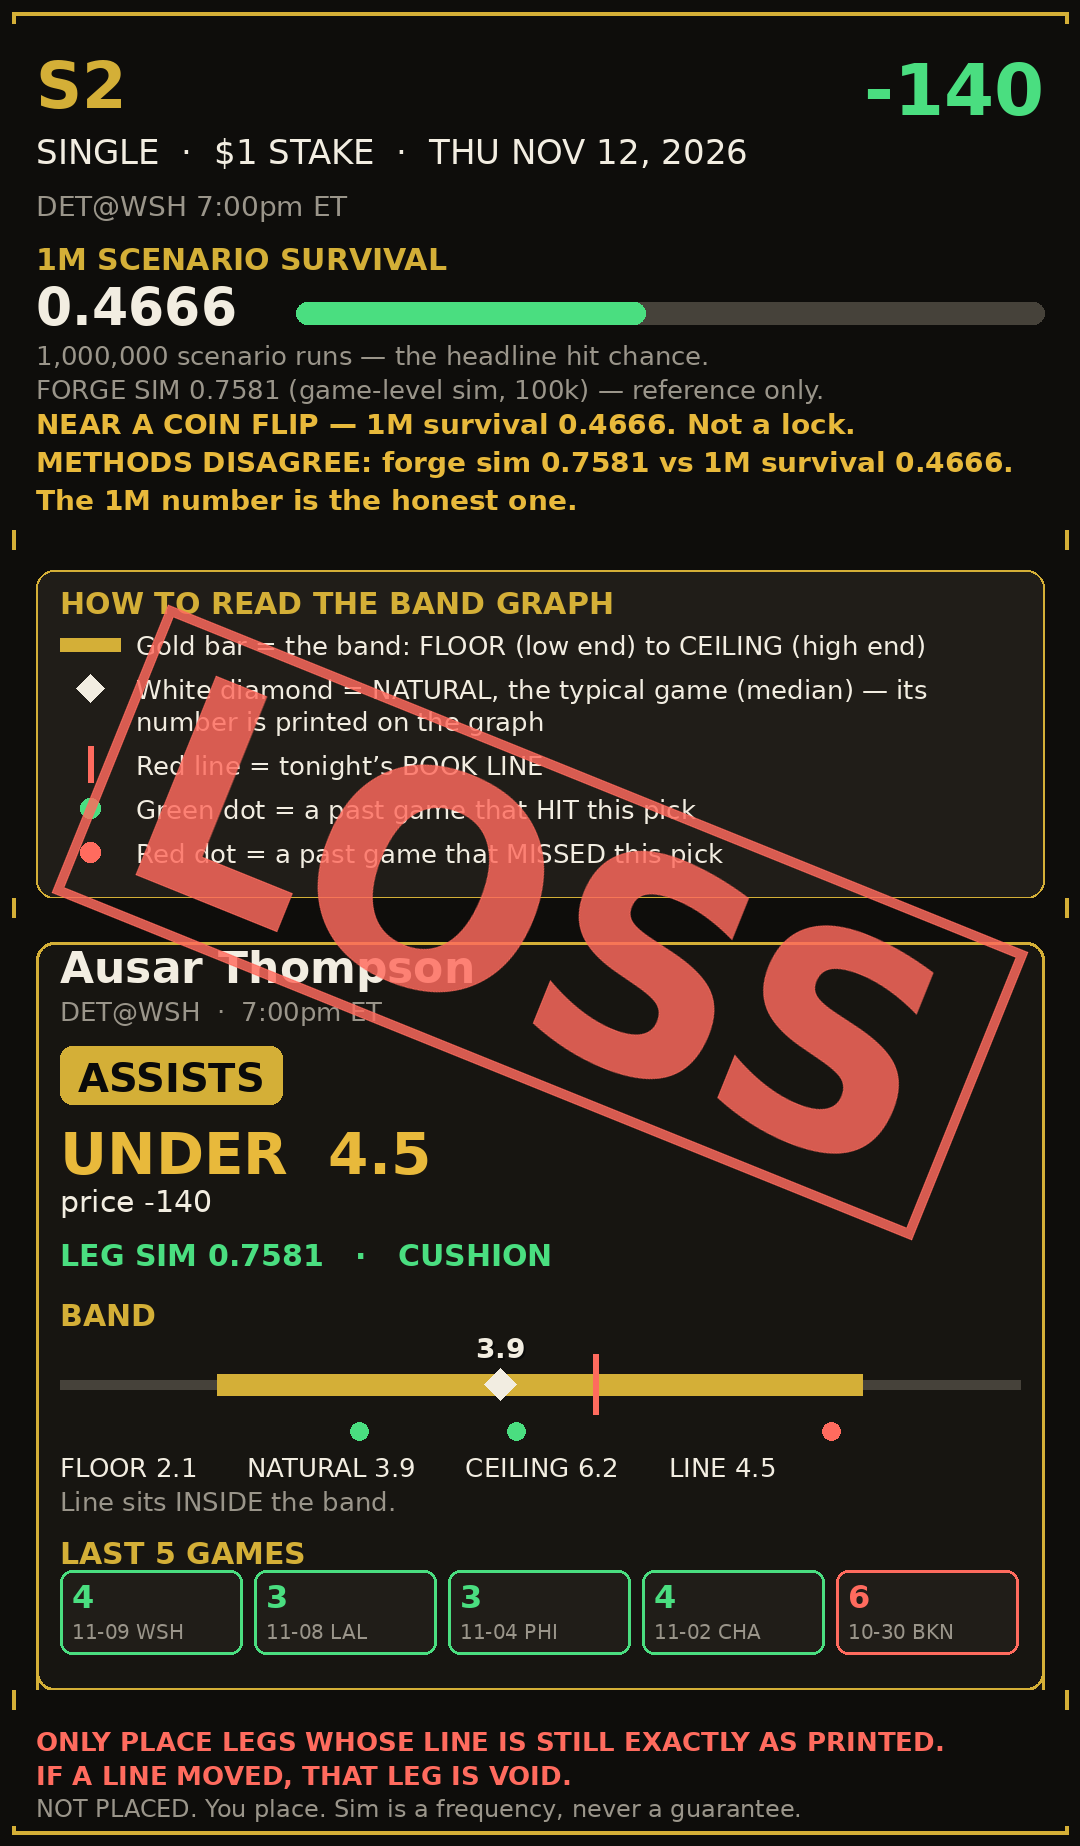 S2
-140
SINGLE · $1 STAKE · THU NOV 12, 2026
DET@WSH 7:00pm ET
1M SCENARIO SURVIVAL
0.4666
1,000,000 scenario runs — the headline hit chance.
FORGE SIM 0.7581 (game-level sim, 100k) — reference only.
NEAR A COIN FLIP — 1M survival 0.4666. Not a lock.
METHODS DISAGREE: forge sim 0.7581 vs 1M survival 0.4666.
The 1M number is the honest one.
HOW TO READ THE BAND GRAPH
Gold bar = the band: FLOOR (low end) to CEILING (high end)
White diamond = NATURAL, the typical game (median) — its
number is printed on the graph
Red line = tonight’s BOOK LINE
Green dot = a past game that HIT this pick
Red dot = a past game that MISSED this pick
LOSS
Ausar Thompson
DET@WSH · 7:00pm ET
ASSISTS
UNDER 4.5
price -140
LEG SIM 0.7581 · CUSHION
BAND
3.9
FLOOR 2.1 NATURAL 3.9 CEILING 6.2 LINE 4.5
Line sits INSIDE the band.
LAST 5 GAMES
4 3 3 4 6
11-09 WSH 11-08 LAL 11-04 PHI 11-02 CHA 10-30 BKN
ONLY PLACE LEGS WHOSE LINE IS STILL EXACTLY AS PRINTED.
IF A LINE MOVED, THAT LEG IS VOID.
NOT PLACED. You place. Sim is a frequency, never a guarantee.